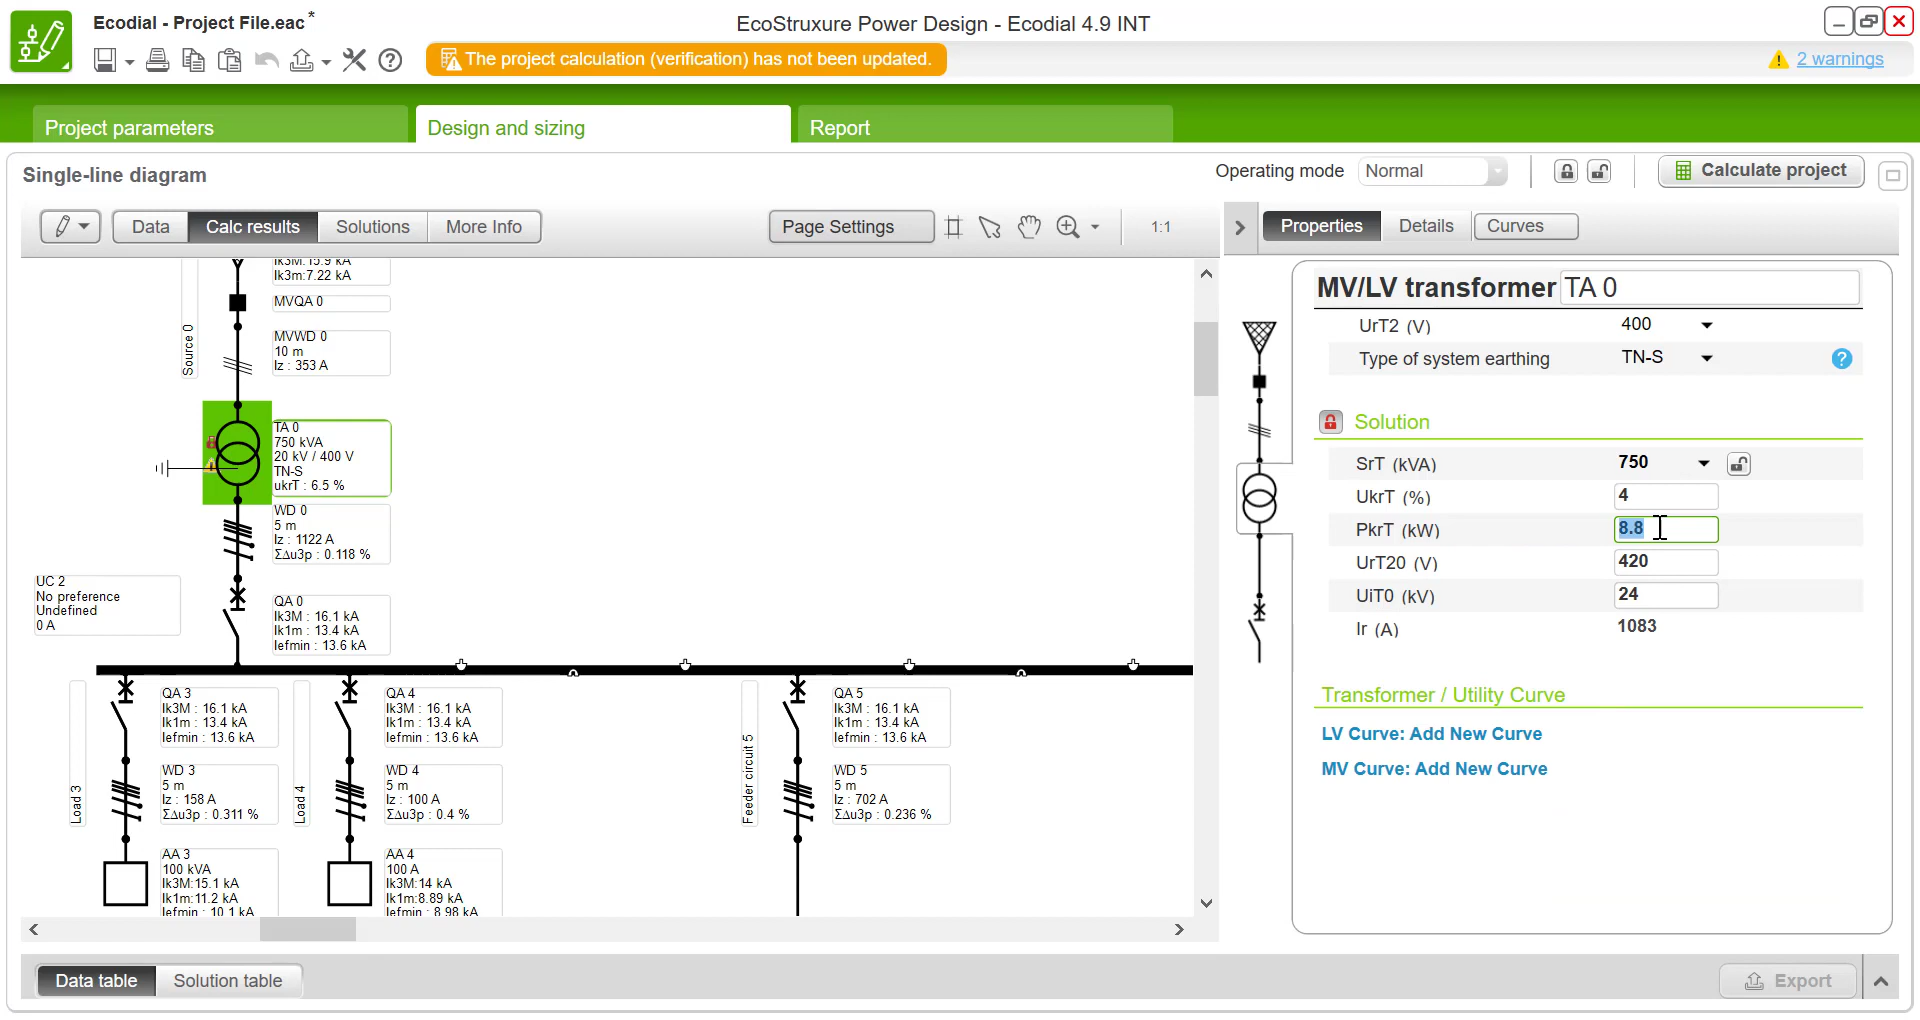 Ecodial - Project File.eac*
EcoStruxure Power Design - Ecodial 4.9 INT
The project calculation (verification) has not been updated.
2 warnings
Project parameters
Design and sizing
Report
Single-line diagram
Operating mode
Normal
Calculate project
Data
Calc results
Solutions
More Info
Page Settings
1:1
Properties
Details
Curves
Ik3M: 15.9 kA
Ik3m:7.22 kA
MVQA 0
Source 0
MVWD 0
10 m
Iz : 353 A
TA 0
750 kVA
20 kV / 400 V
TN-S
ukrT : 6.5 %
WD 0
5 m
Iz : 1122 A
ΣΔu3p : 0.118 %
UC 2
No preference
Undefined
0 A
QA 0
Ik3M : 16.1 kA
Ik1m : 13.4 kA
Iefmin : 13.6 kA
Load 3
QA 3
Ik3M : 16.1 kA
Ik1m : 13.4 kA
Iefmin : 13.6 kA
WD 3
5 m
Iz : 158 A
ΣΔu3p : 0.311 %
AA 3
100 kVA
Ik3M:15.1 kA
Ik1m:11.2 kA
Iefmin : 10.1 kA
Load 4
QA 4
Ik3M : 16.1 kA
Ik1m : 13.4 kA
Iefmin : 13.6 kA
WD 4
5 m
Iz : 100 A
ΣΔu3p : 0.4 %
AA 4
100 A
Ik3M:14 kA
Ik1m:8.89 kA
Iefmin : 8.98 kA
Feeder circuit 5
QA 5
Ik3M : 16.1 kA
Ik1m : 13.4 kA
Iefmin : 13.6 kA
WD 5
5 m
Iz : 702 A
ΣΔu3p : 0.236 %
MV/LV transformer TA 0
UrT2 (V) 400
Type of system earthing TN-S ?
Solution
SrT (kVA) 750
UkrT (%) 4
PkrT (kW) 8.8
UrT20 (V) 420
UiT0 (kV) 24
Ir (A) 1083
Transformer / Utility Curve
LV Curve: Add New Curve
MV Curve: Add New Curve
Data table
Solution table
Export